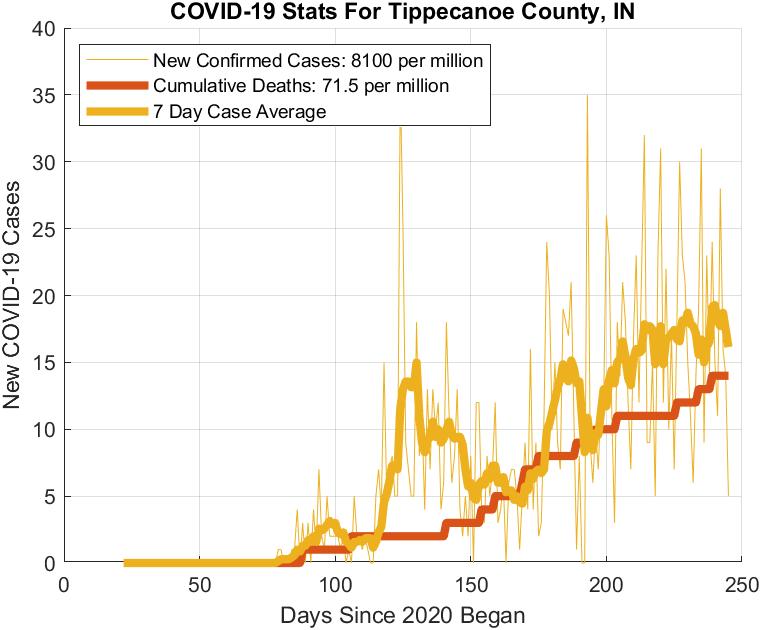 COVID-19 Stats For Tippecanoe County, IN
New Confirmed Cases: 8100 per million
Cumulative Deaths: 71.5 per million
7 Day Case Average
New COVID-19 Cases
40
35
30
25
20
15
10
5
0
0 50 100 150 200 250
Days Since 2020 Began